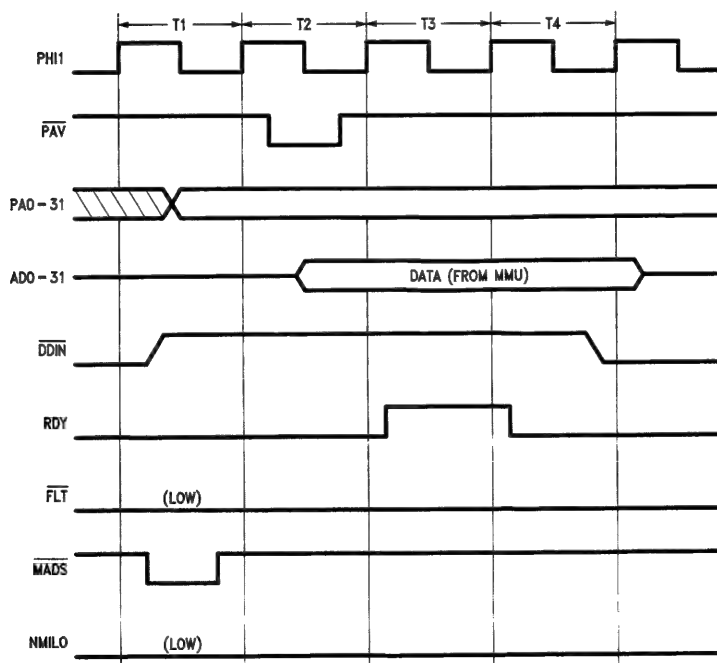 T1 T2 T3 T4
PHI1
PAV
PA0-31
AD0-31 DATA (FROM MMU)
DDIN
RDY
FLT (LOW)
MADS
NMILO (LOW)